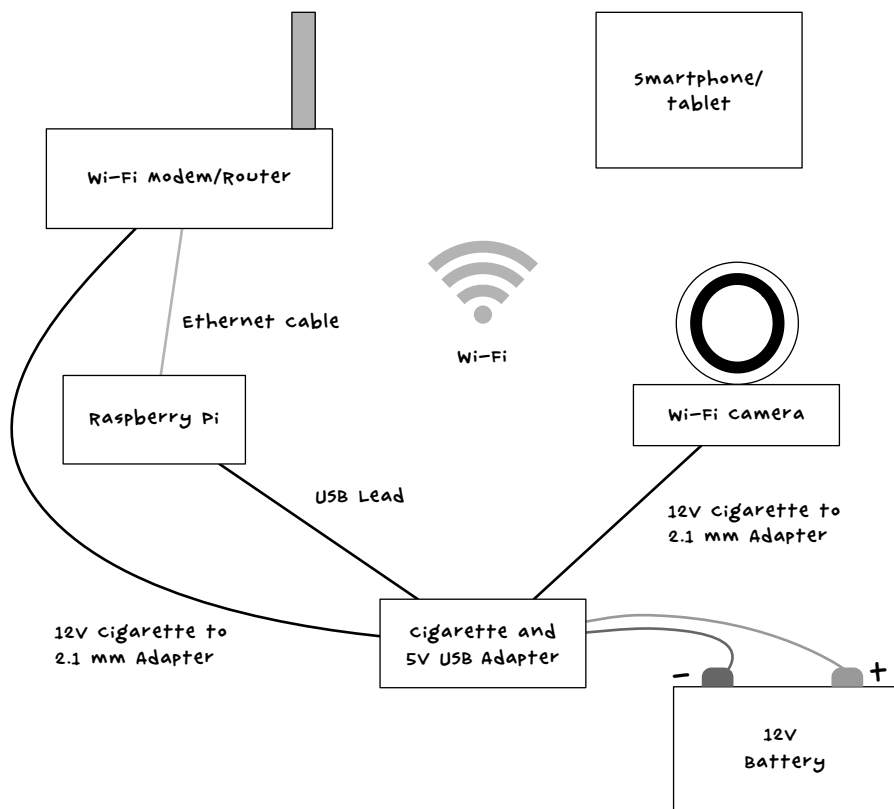 Smartphone/
tablet
Wi-Fi Modem/Router
Ethernet Cable
Wi-Fi
Raspberry Pi
Wi-Fi Camera
USB Lead
12V Cigarette to
2.1 mm Adapter
12V Cigarette to
2.1 mm Adapter
Cigarette and
5V USB Adapter
- +
12V
Battery